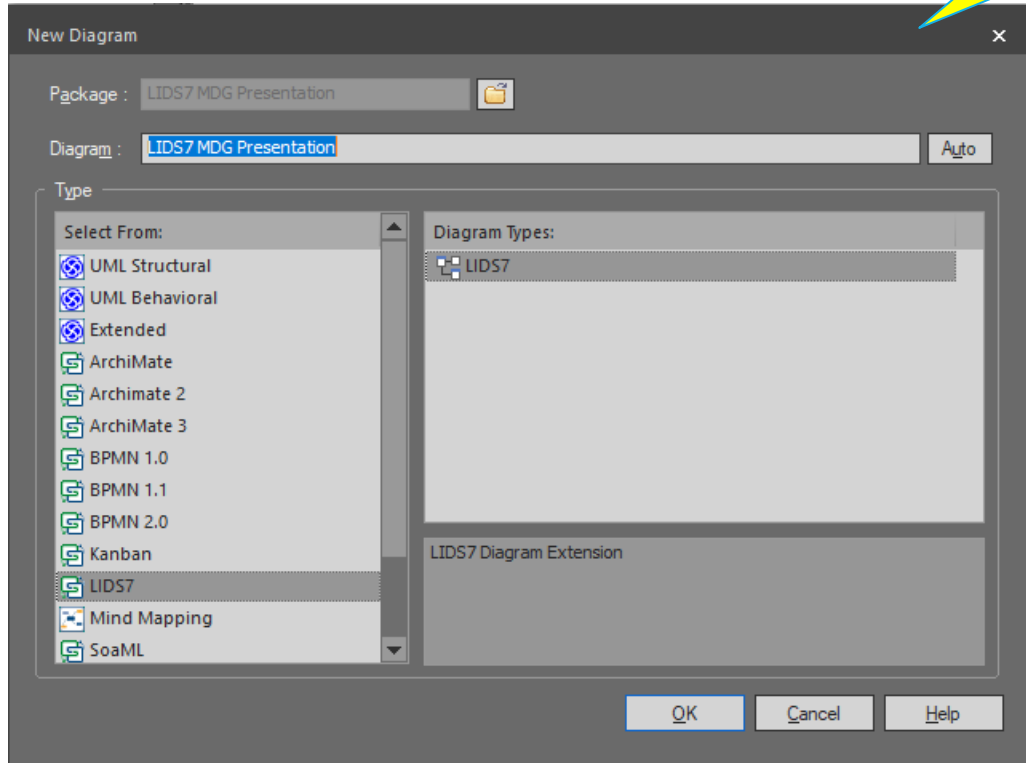 New Diagram
Package : LIDS7 MDG Presentation
Diagram : LIDS7 MDG Presentation Auto
Type
Select From:
UML Structural
UML Behavioral
Extended
ArchiMate
Archimate 2
ArchiMate 3
BPMN 1.0
BPMN 1.1
BPMN 2.0
Kanban
LIDS7
Mind Mapping
SoaML
Diagram Types:
LIDS7
LIDS7 Diagram Extension
OK Cancel Help